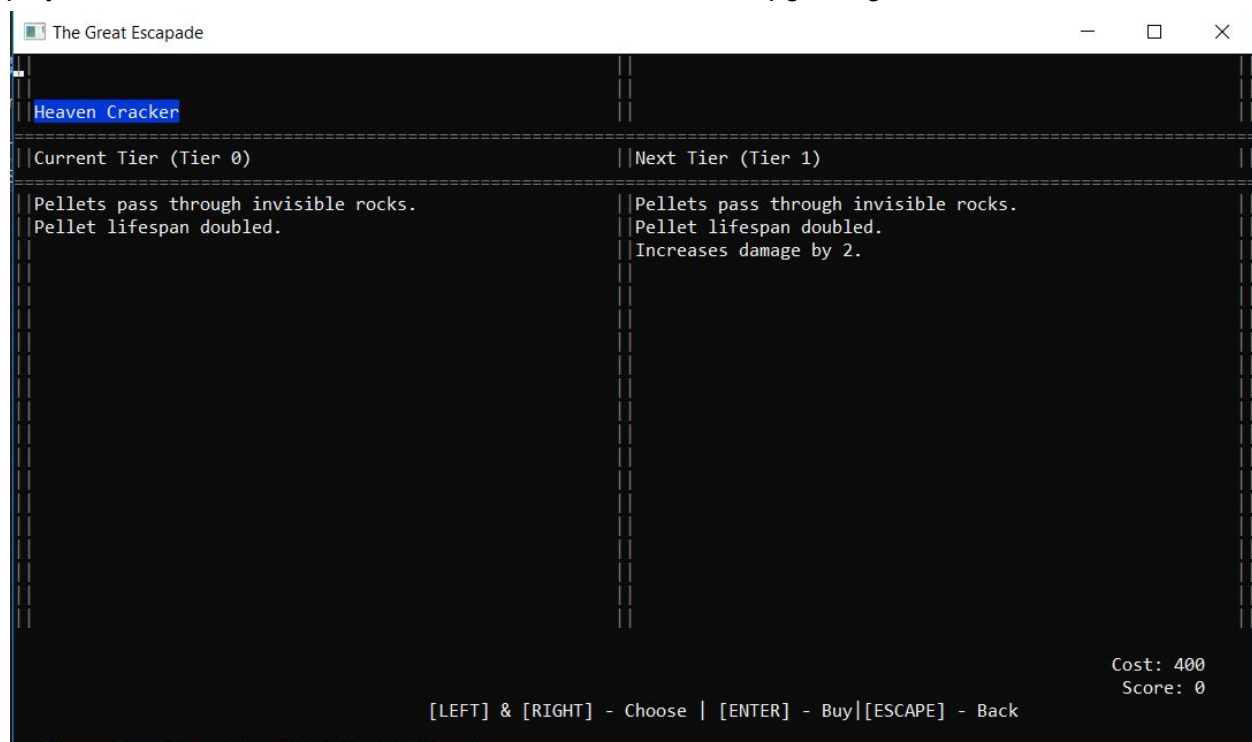 The Great Escapade
Heaven Cracker
Current Tier (Tier 0)
Next Tier (Tier 1)
Pellets pass through invisible rocks.
Pellet lifespan doubled.
Pellets pass through invisible rocks.
Pellet lifespan doubled.
Increases damage by 2.
Cost: 400
Score: 0
[LEFT] & [RIGHT] - Choose | [ENTER] - Buy|[ESCAPE] - Back